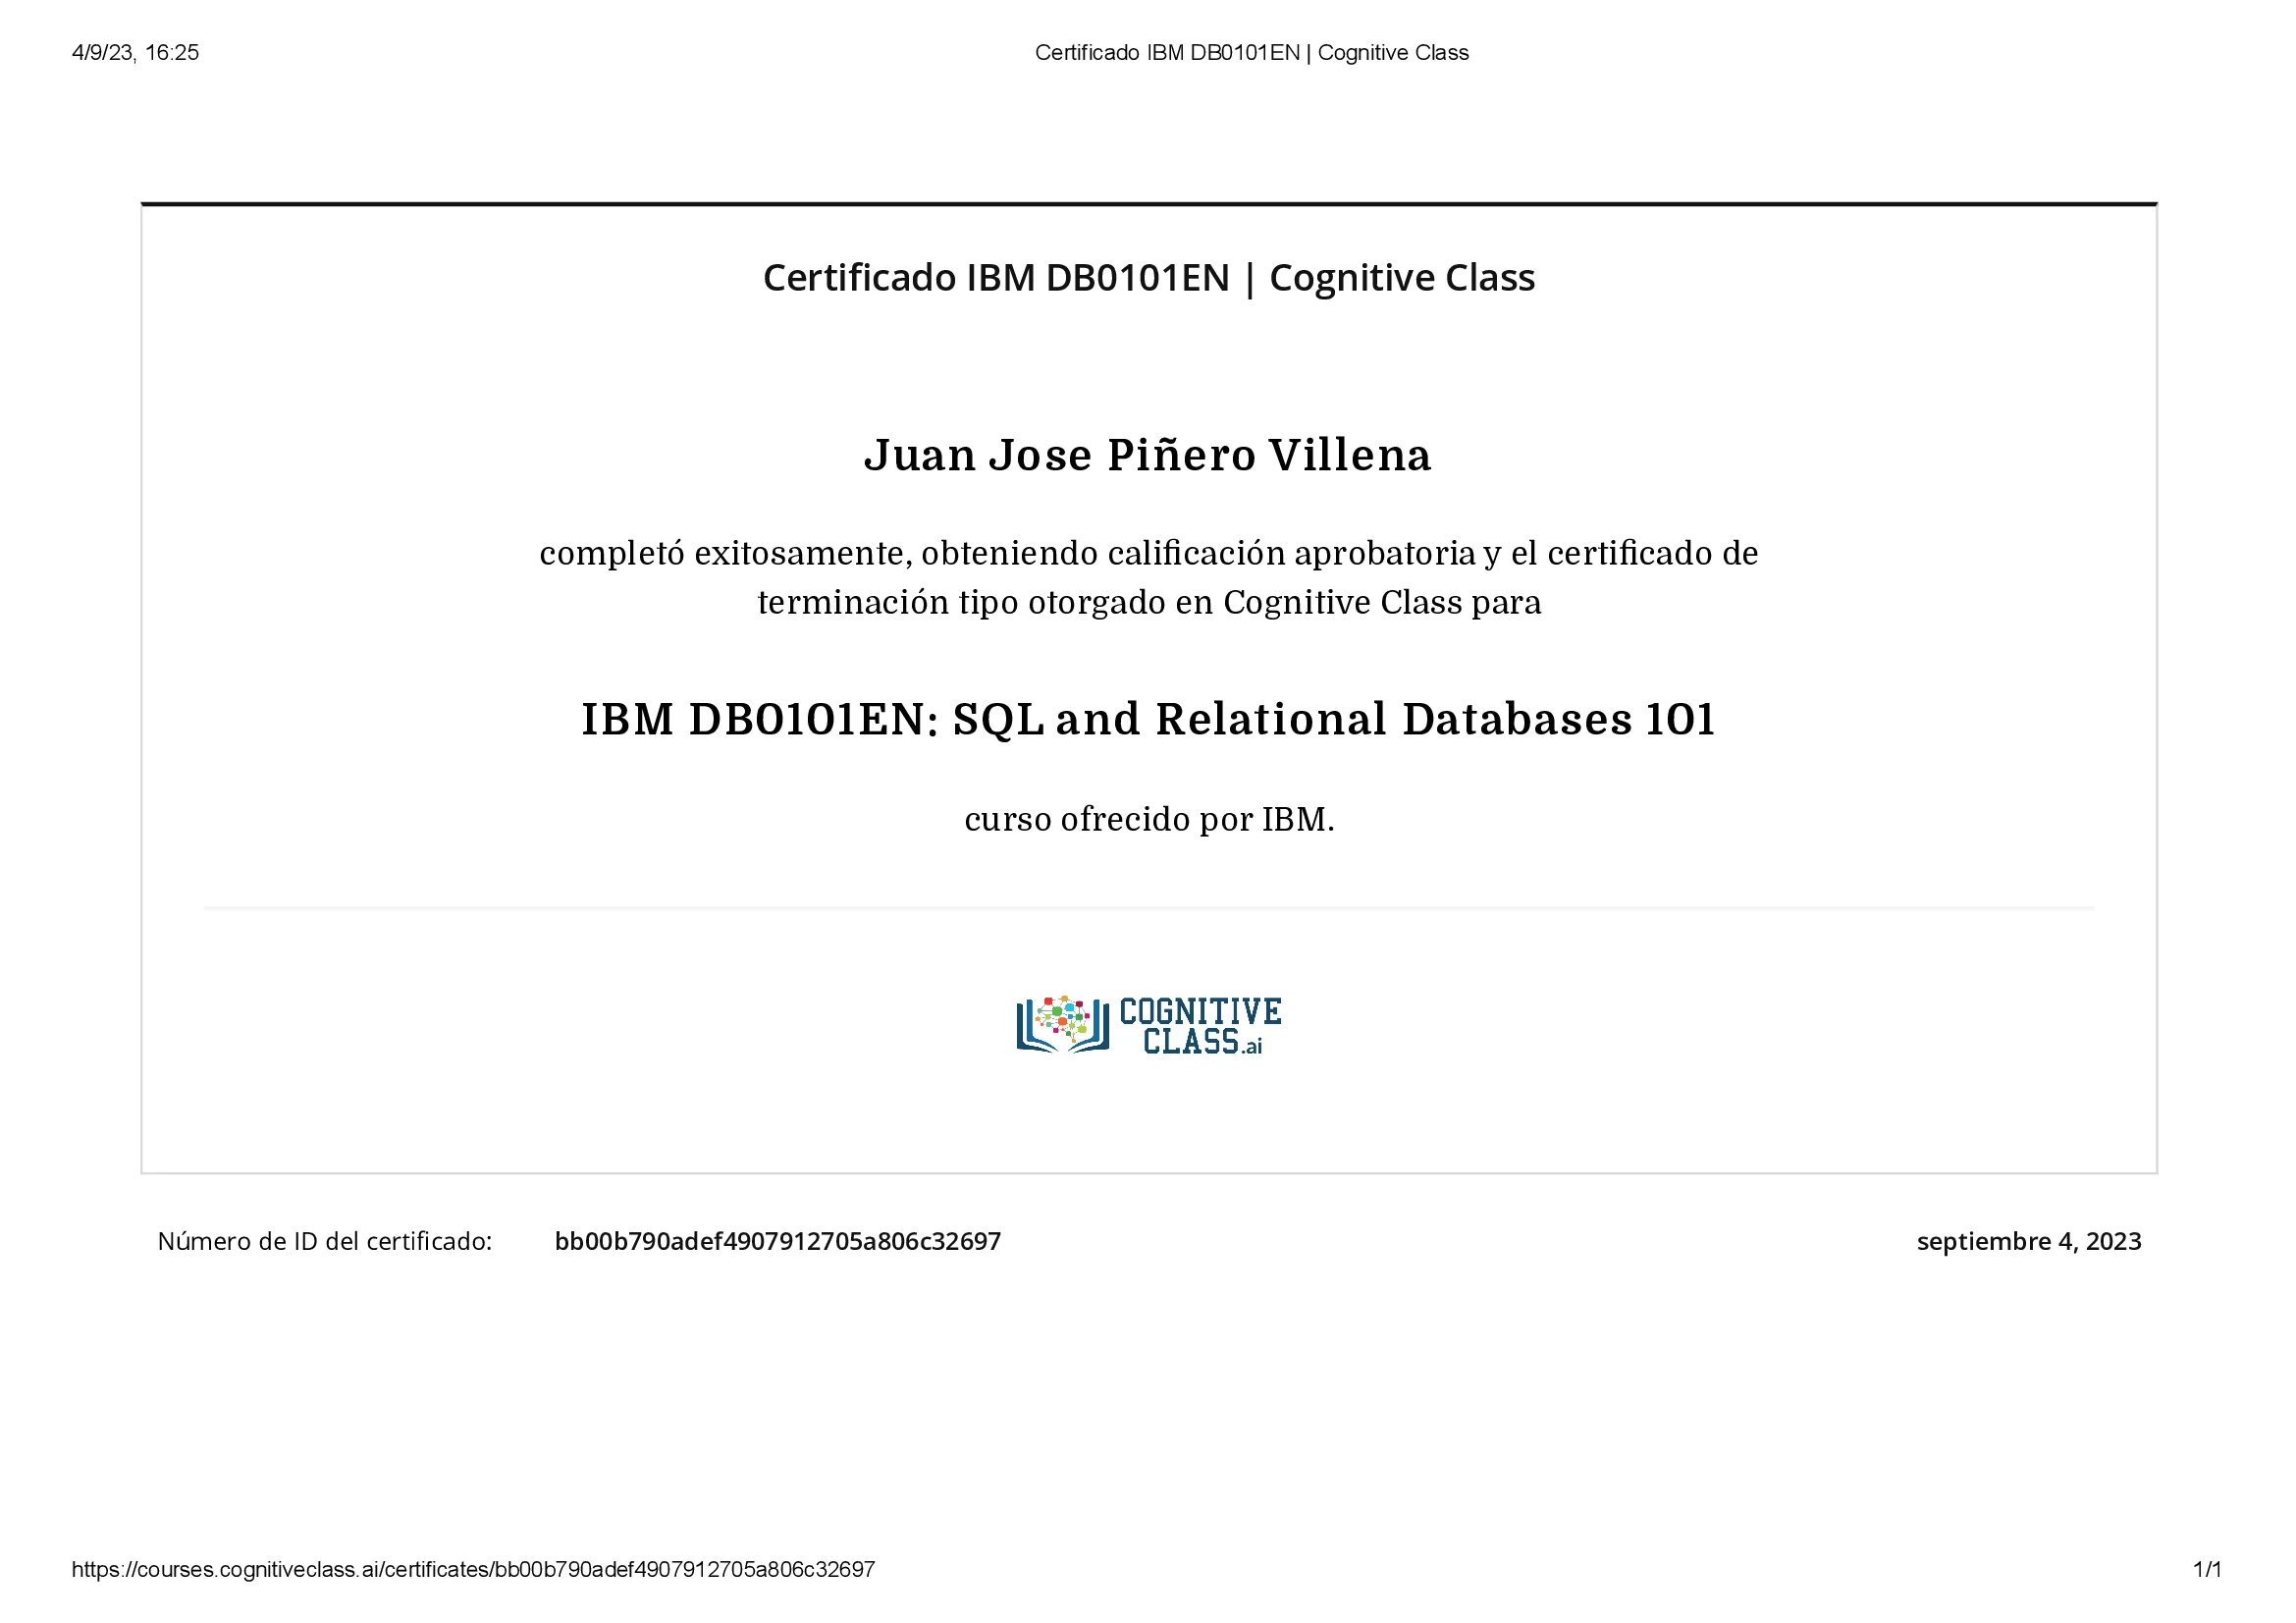 4/9/23, 16:25
Certificado IBM DB0101EN | Cognitive Class
Certificado IBM DB0101EN | Cognitive Class
Juan Jose Piñero Villena
completó exitosamente, obteniendo calificación aprobatoria y el certificado de
terminación tipo otorgado en Cognitive Class para
IBM DB0101EN: SQL and Relational Databases 101
curso ofrecido por IBM.
COGNITIVE
CLASS.ai
Número de ID del certificado: bb00b790adef4907912705a806c32697
septiembre 4, 2023
https://courses.cognitiveclass.ai/certificates/bb00b790adef4907912705a806c32697
1/1